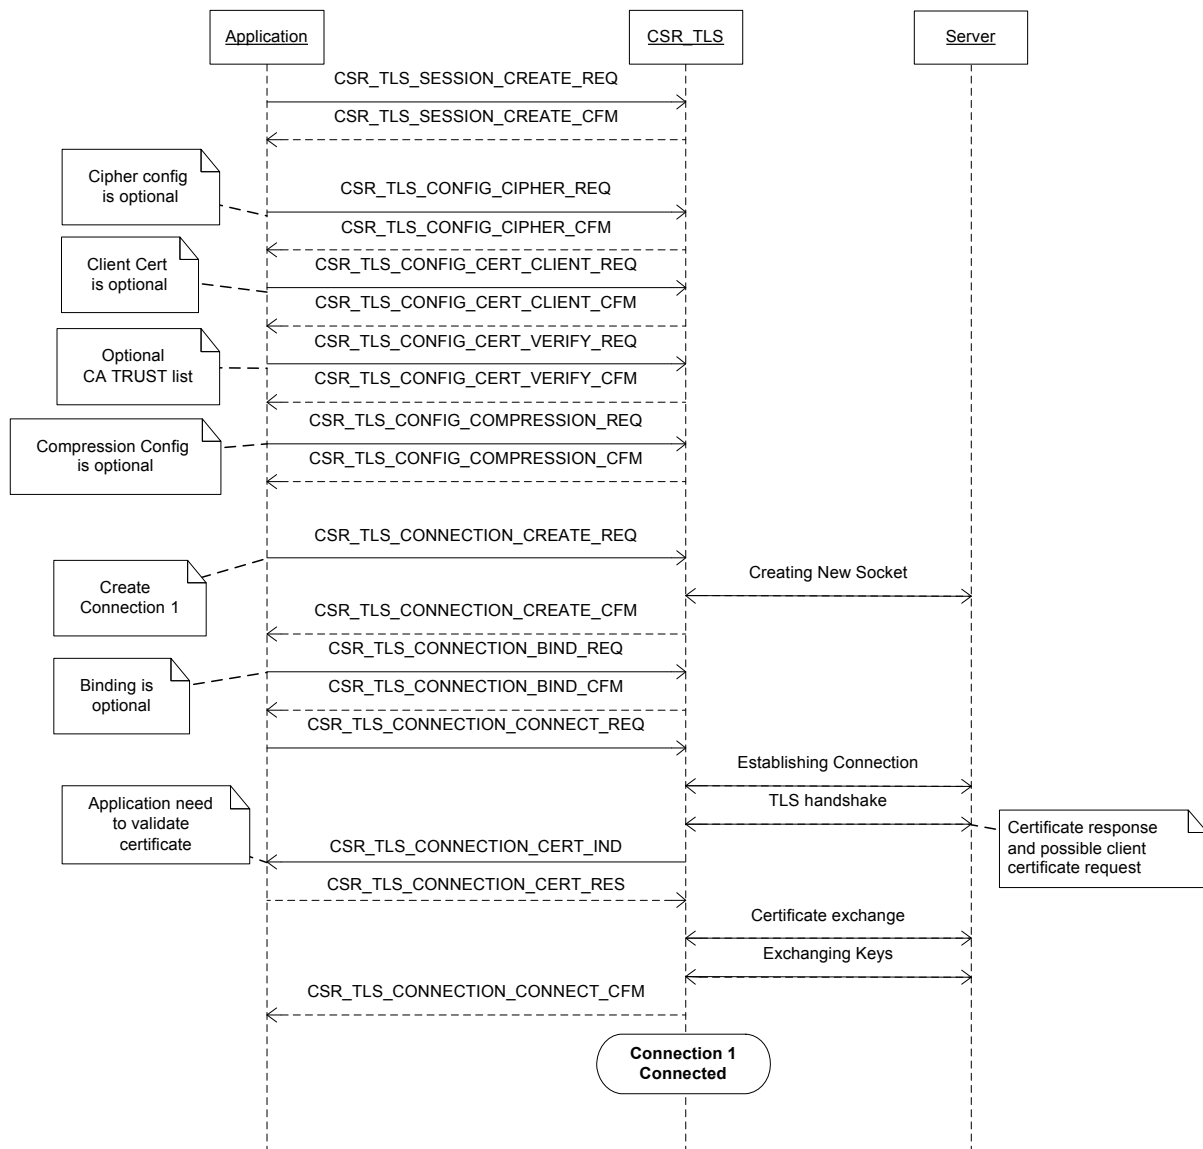 Application
CSR_TLS
Server
CSR_TLS_SESSION_CREATE_REQ
CSR_TLS_SESSION_CREATE_CFM
Cipher config
is optional
CSR_TLS_CONFIG_CIPHER_REQ
CSR_TLS_CONFIG_CIPHER_CFM
Client Cert
is optional
CSR_TLS_CONFIG_CERT_CLIENT_REQ
CSR_TLS_CONFIG_CERT_CLIENT_CFM
Optional
CA TRUST list
CSR_TLS_CONFIG_CERT_VERIFY_REQ
CSR_TLS_CONFIG_CERT_VERIFY_CFM
Compression Config
is optional
CSR_TLS_CONFIG_COMPRESSION_REQ
CSR_TLS_CONFIG_COMPRESSION_CFM
CSR_TLS_CONNECTION_CREATE_REQ
Create
Connection 1
Creating New Socket
CSR_TLS_CONNECTION_CREATE_CFM
CSR_TLS_CONNECTION_BIND_REQ
Binding is
optional
CSR_TLS_CONNECTION_BIND_CFM
CSR_TLS_CONNECTION_CONNECT_REQ
Establishing Connection
TLS handshake
Application need
to validate
certificate
Certificate response
and possible client
certificate request
CSR_TLS_CONNECTION_CERT_IND
CSR_TLS_CONNECTION_CERT_RES
Certificate exchange
Exchanging Keys
CSR_TLS_CONNECTION_CONNECT_CFM
Connection 1
Connected